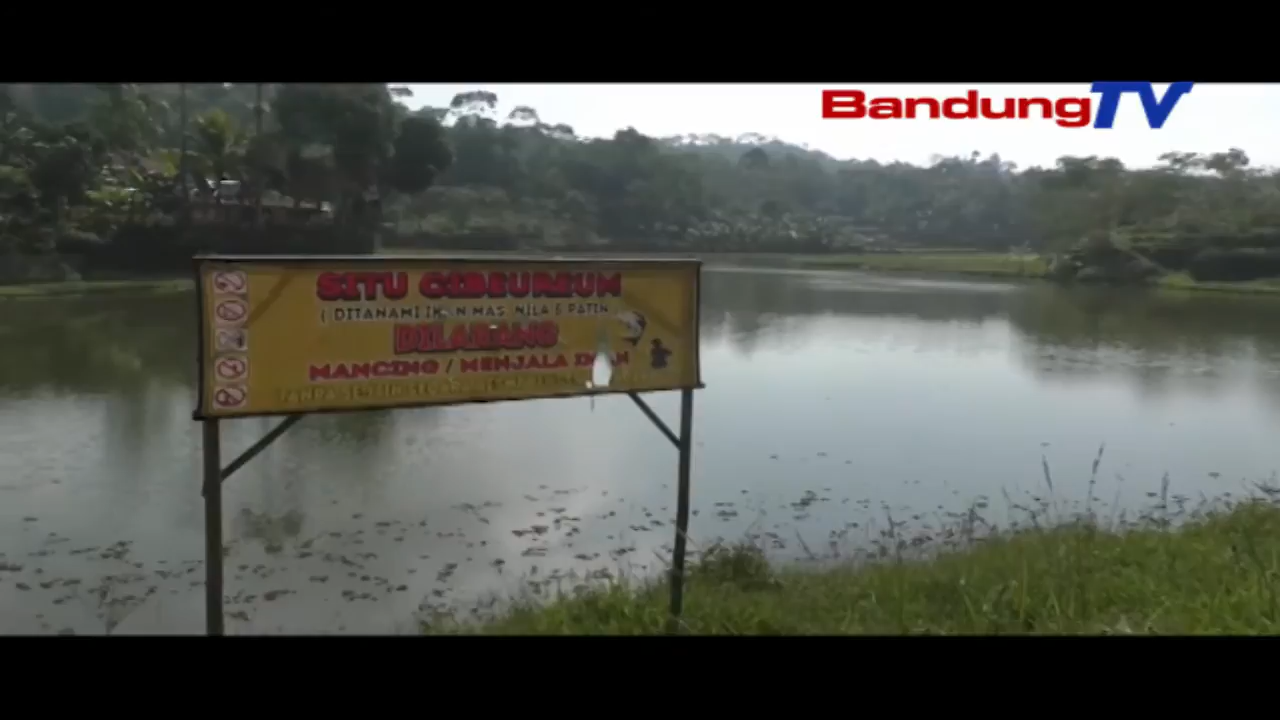 BandungTV
SITU CIBEUREUM
( DITANAMI IKAN MAS NILA & PATIN
DILARANG
MANCING / MENJALA IKAN